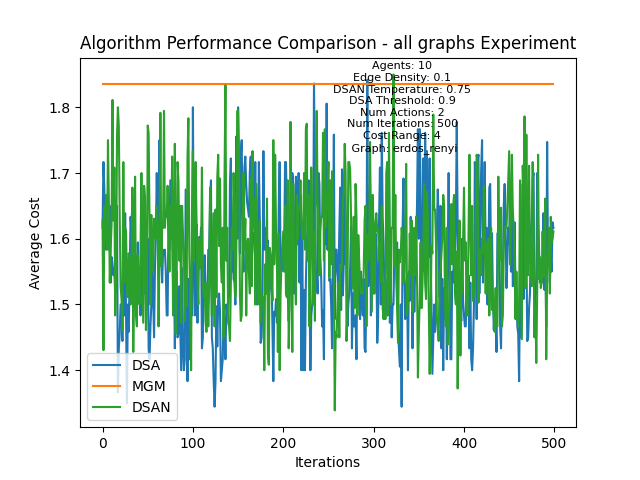 Algorithm Performance Comparison - all graphs Experiment
Agents: 10
Edge Density: 0.1
DSAN Temperature: 0.75
DSA Threshold: 0.9
Num Actions: 2
Num Iterations: 500
Cost Range: 4
Graph: erdos_renyi
Average Cost
1.8
1.7
1.6
1.5
1.4
DSA
MGM
DSAN
0
100
200
300
400
500
Iterations